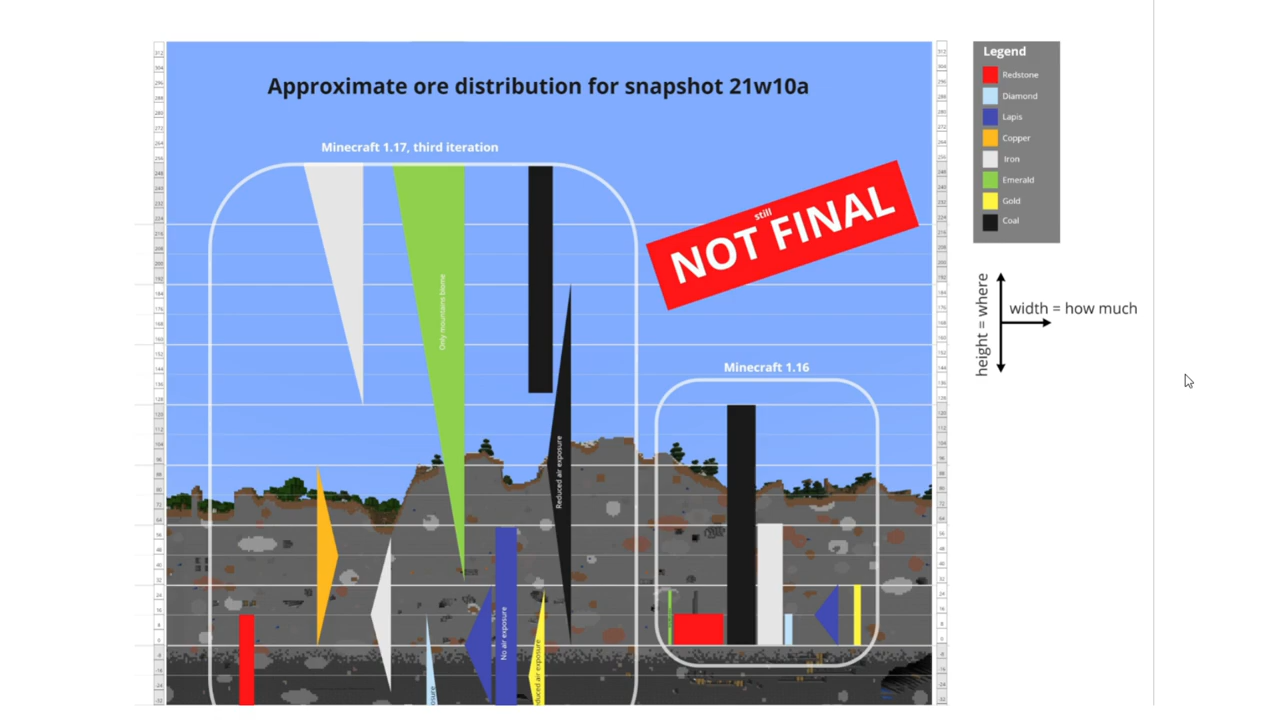 Approximate ore distribution for snapshot 21w10a
Minecraft 1.17, third iteration
Only mountains biome
Reduced air exposure
No air exposure
duced air exposure
osure
still
NOT FINAL
Minecraft 1.16
Legend
Redstone
Diamond
Lapis
Copper
Iron
Emerald
Gold
Coal
height = where
width = how much